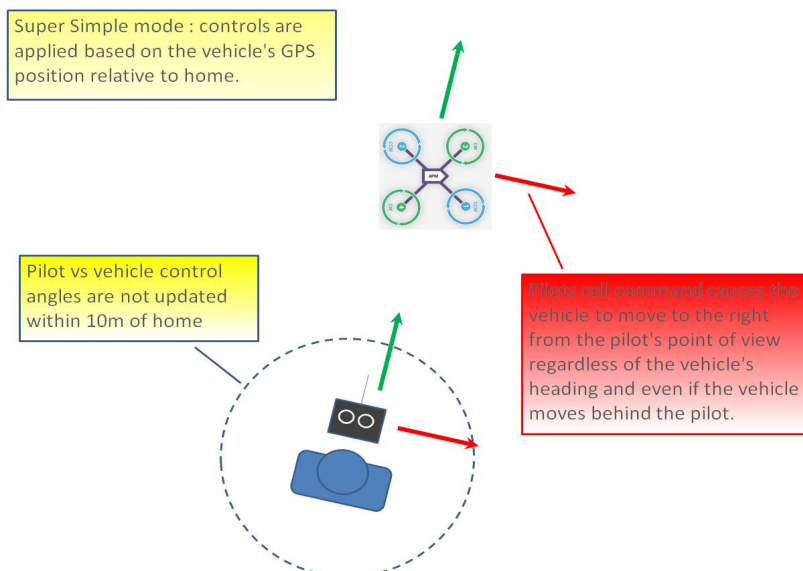 Super Simple mode : controls are
applied based on the vehicle's GPS
position relative to home.
APM
Pilot vs vehicle control
angles are not updated
within 10m of home
Pilots roll command causes the
vehicle to move to the right
from the pilot's point of view
regardless of the vehicle's
heading and even if the vehicle
moves behind the pilot.